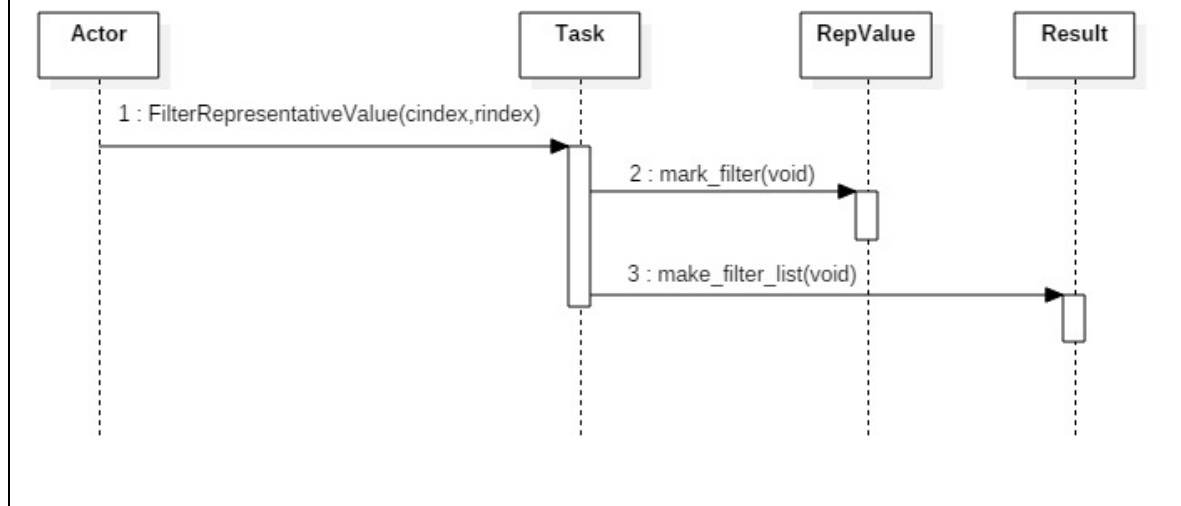 Actor
Task
RepValue
Result
1 : FilterRepresentativeValue(cindex,rindex)
2 : mark_filter(void)
3 : make_filter_list(void)